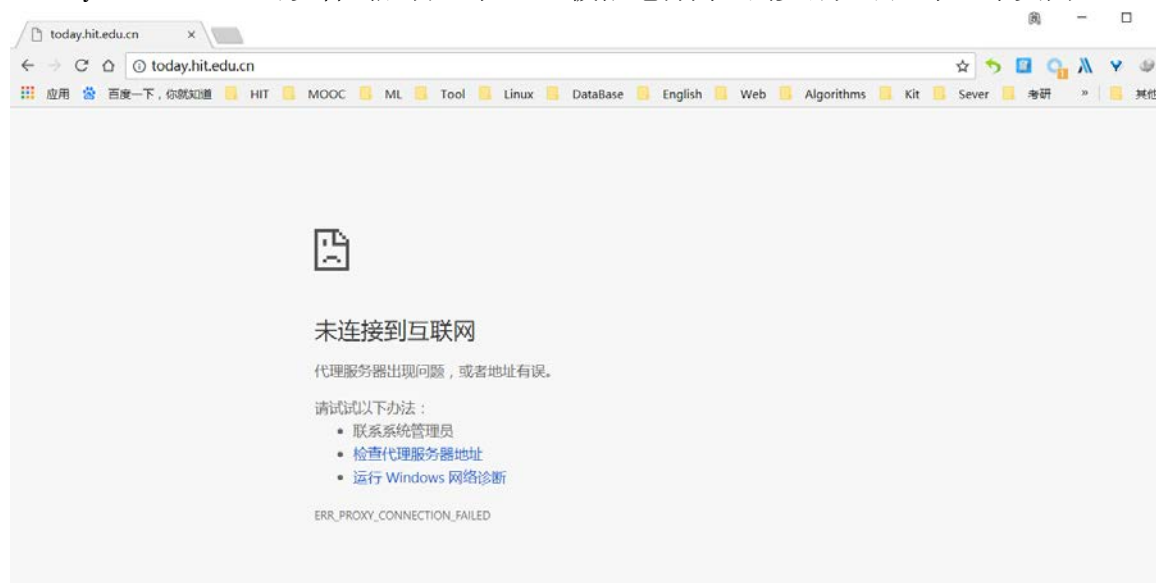 today.hit.edu.cn
today.hit.edu.cn
应用 百度一下,你就知道 HIT MOOC ML Tool Linux DataBase English Web Algorithms Kit Sever 考研 » 其他
未连接到互联网
代理服务器出现问题,或者地址有误。
请试试以下办法:
• 联系系统管理员
• 检查代理服务器地址
• 运行 Windows 网络诊断
ERR_PROXY_CONNECTION_FAILED